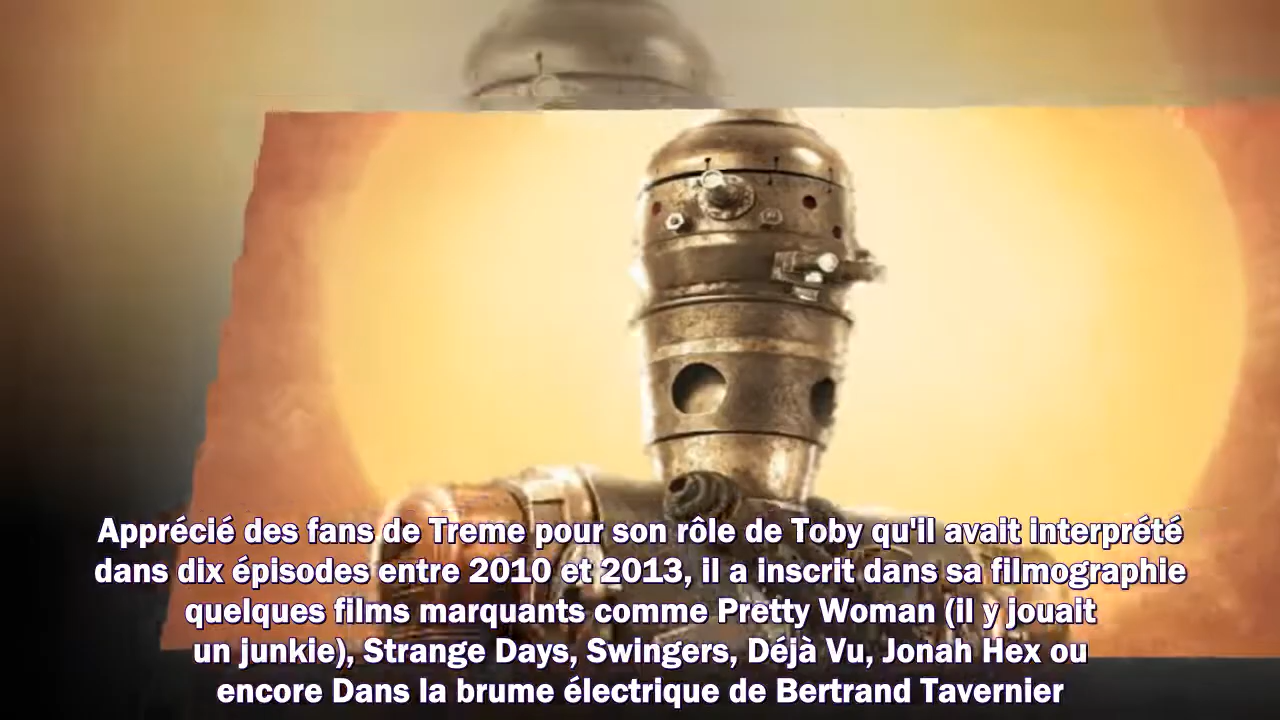 Apprécié des fans de Treme pour son rôle de Toby qu'il avait interprété
dans dix épisodes entre 2010 et 2013, il a inscrit dans sa filmographie
quelques films marquants comme Pretty Woman (il y jouait
un junkie), Strange Days, Swingers, Déjà Vu, Jonah Hex ou
encore Dans la brume électrique de Bertrand Tavernier